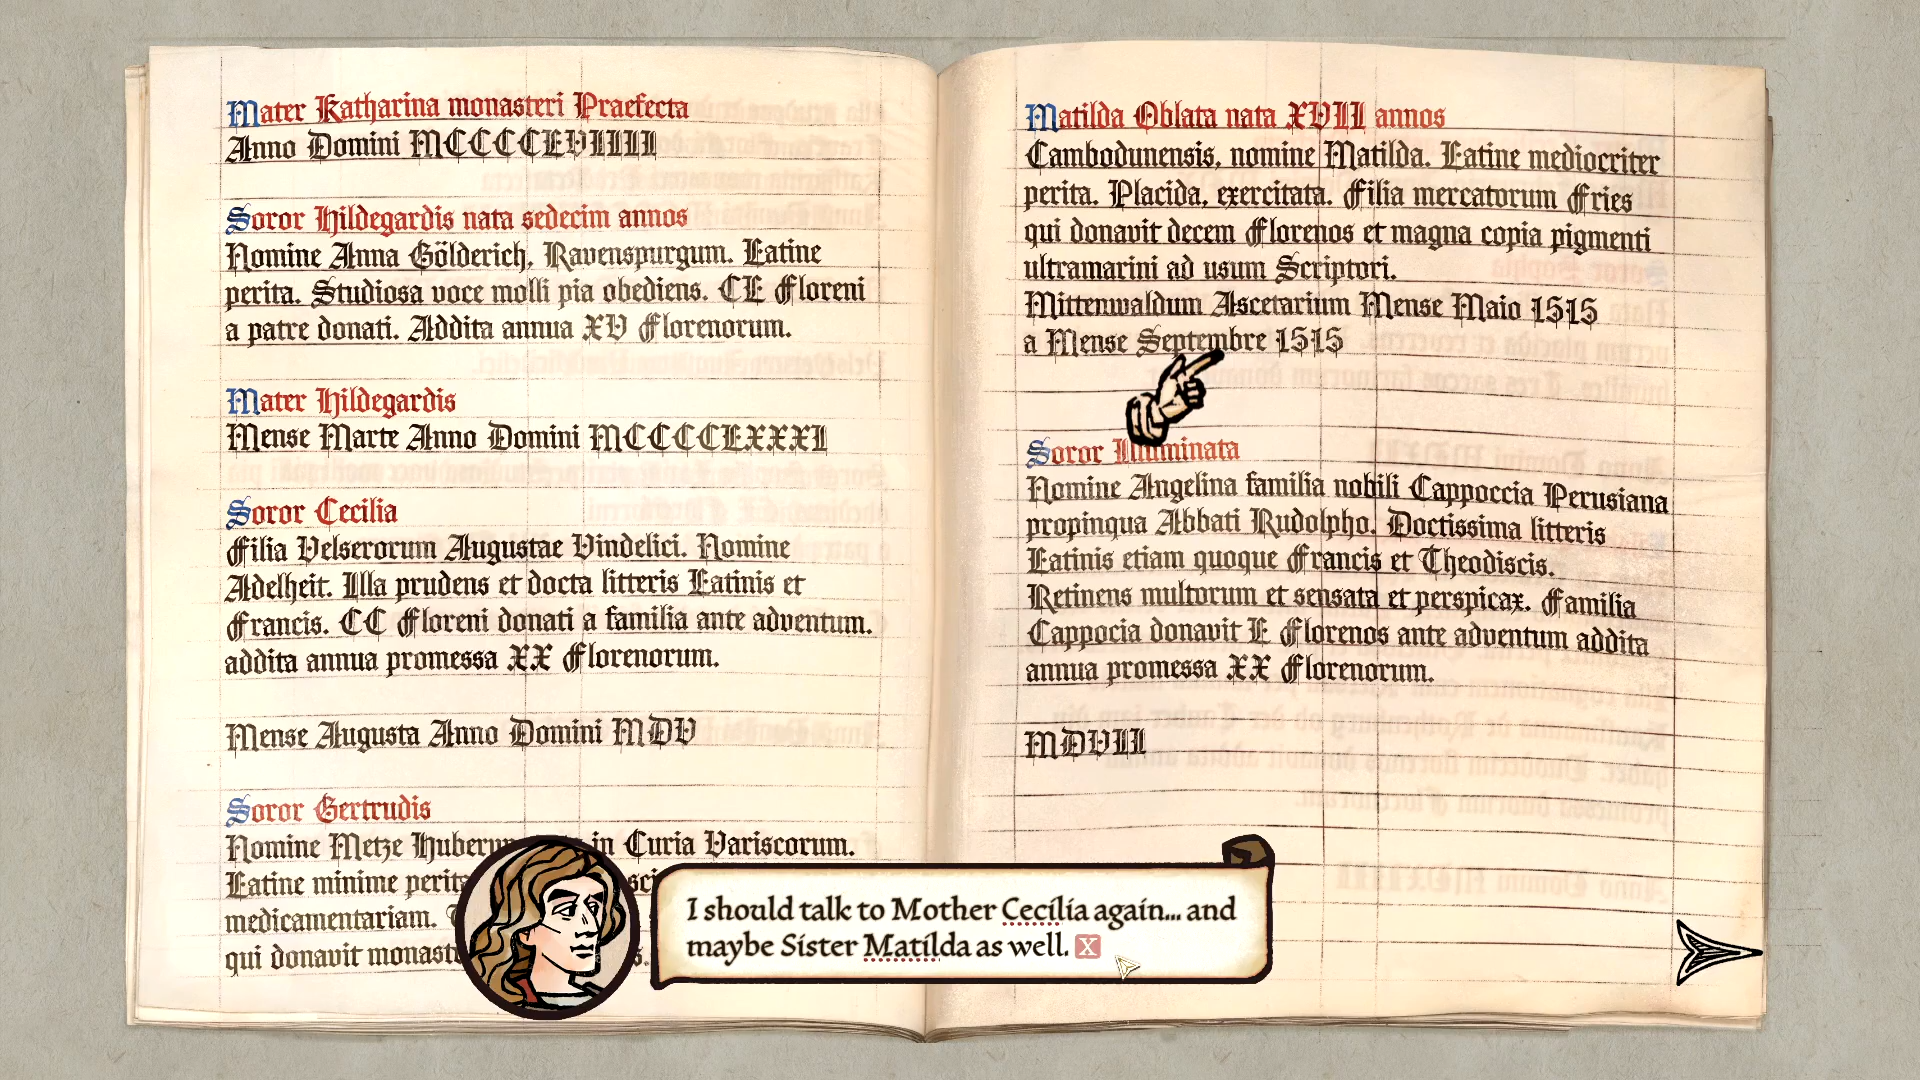 Mater Katharina monasteri Praefecta
Anno Domini MCCCCLVIIII
Soror Hildegardis nata sedecim annos
Nomine Anna Gölderich, Ravenspurgum. Latine
perita. Studiosa voce molli pia obediens. CL Floreni
a patre donati. Addita annua XV Florenorum.
Mater Hildegardis
Mense Marte Anno Domini MCCCCLXXXI
Soror Cecilia
Filia Velserorum Augustae Vindelici. Nomine
Adelheit. Illa prudens et docta litteris Latinis et
Francis. CC Floreni donati a familia ante adventum.
addita annua promessa XX Florenorum.
Mense Augusta Anno Domini MDV
Soror Gertrudis
Nomine Metze in Curia Variscorum.
Latine minime
medicamentariam.
qui donavit
Matilda Oblata nata XVII annos
Cambodunensis, nomine Matilda. Latine mediocriter
perita. Placida, exercitata. Filia mercatorum Fries
qui donavit decem Florenos et magna copia pigmenti
ultramarini ad usum Scriptori.
Mittenwaldum Ascetarium Mense Maio 1515
a Mense Septembre 1515
Soror Illuminata
Nomine Angelina familia nobili Cappoccia Perusiana
propinqua Abbati Rudolpho. Doctissima litteris
Latinis etiam quoque Francis et Theodiscis.
Retinens multorum et sensata et perspicax. Familia
Cappocia donavit L Florenos ante adventum addita
annua promessa XX Florenorum.
MDVII
I should talk to Mother Cecilia again... and
maybe Sister Matilda as well. X